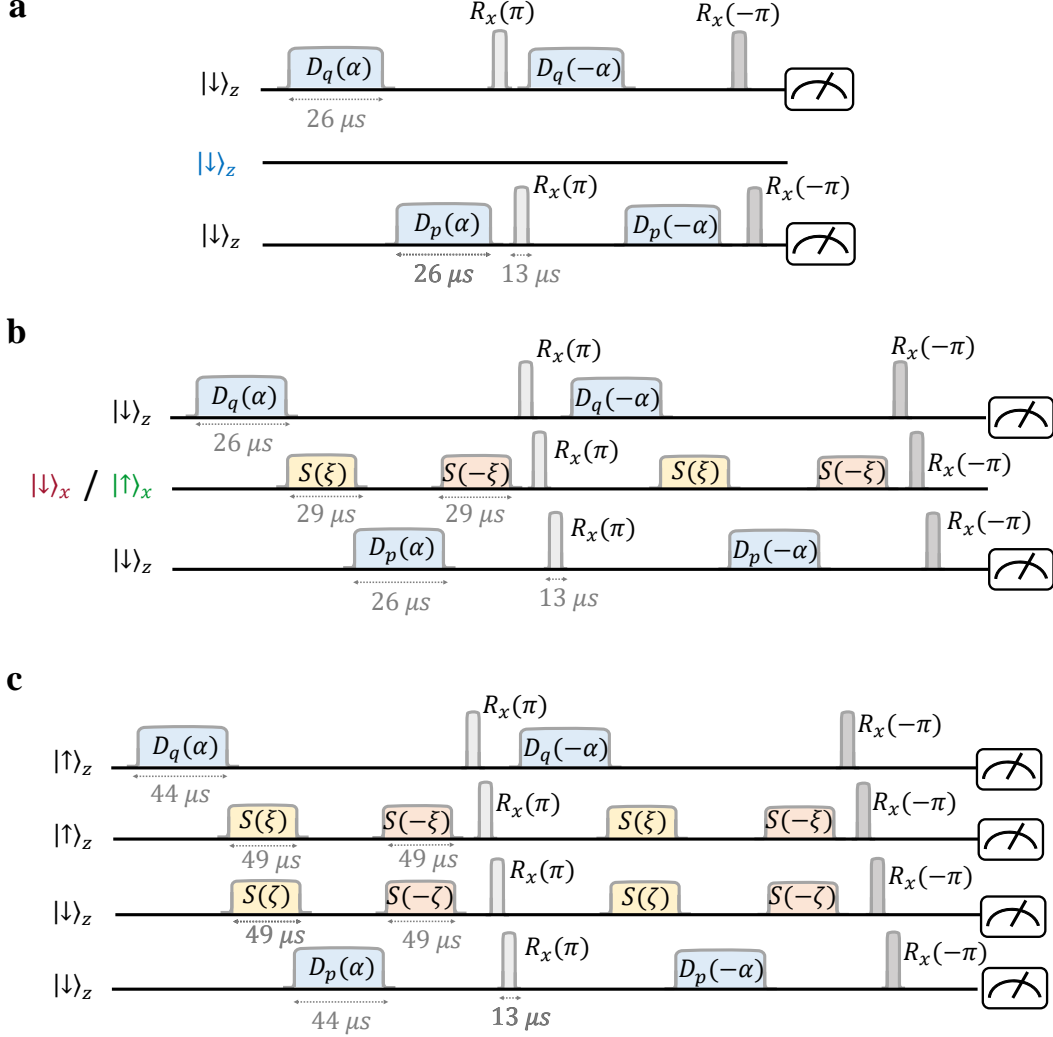 a
R_x(π) R_x(−π)
|↓⟩_z D_q(α) D_q(−α)
26 μs
|↓⟩_z
R_x(π) R_x(−π)
|↓⟩_z D_p(α) D_p(−α)
26 μs 13 μs
b
R_x(π) R_x(−π)
|↓⟩_z D_q(α) D_q(−α)
26 μs
R_x(π) R_x(−π)
|↓⟩_x / |↑⟩_x S(ξ) S(−ξ) S(ξ) S(−ξ)
29 μs 29 μs
R_x(π) R_x(−π)
|↓⟩_z D_p(α) D_p(−α)
26 μs 13 μs
c
R_x(π) R_x(−π)
|↑⟩_z D_q(α) D_q(−α)
44 μs
R_x(π) R_x(−π)
|↑⟩_z S(ξ) S(−ξ) S(ξ) S(−ξ)
49 μs 49 μs
R_x(π) R_x(−π)
|↓⟩_z S(ζ) S(−ζ) S(ζ) S(−ζ)
49 μs 49 μs
R_x(π) R_x(−π)
|↓⟩_z D_p(α) D_p(−α)
44 μs 13 μs